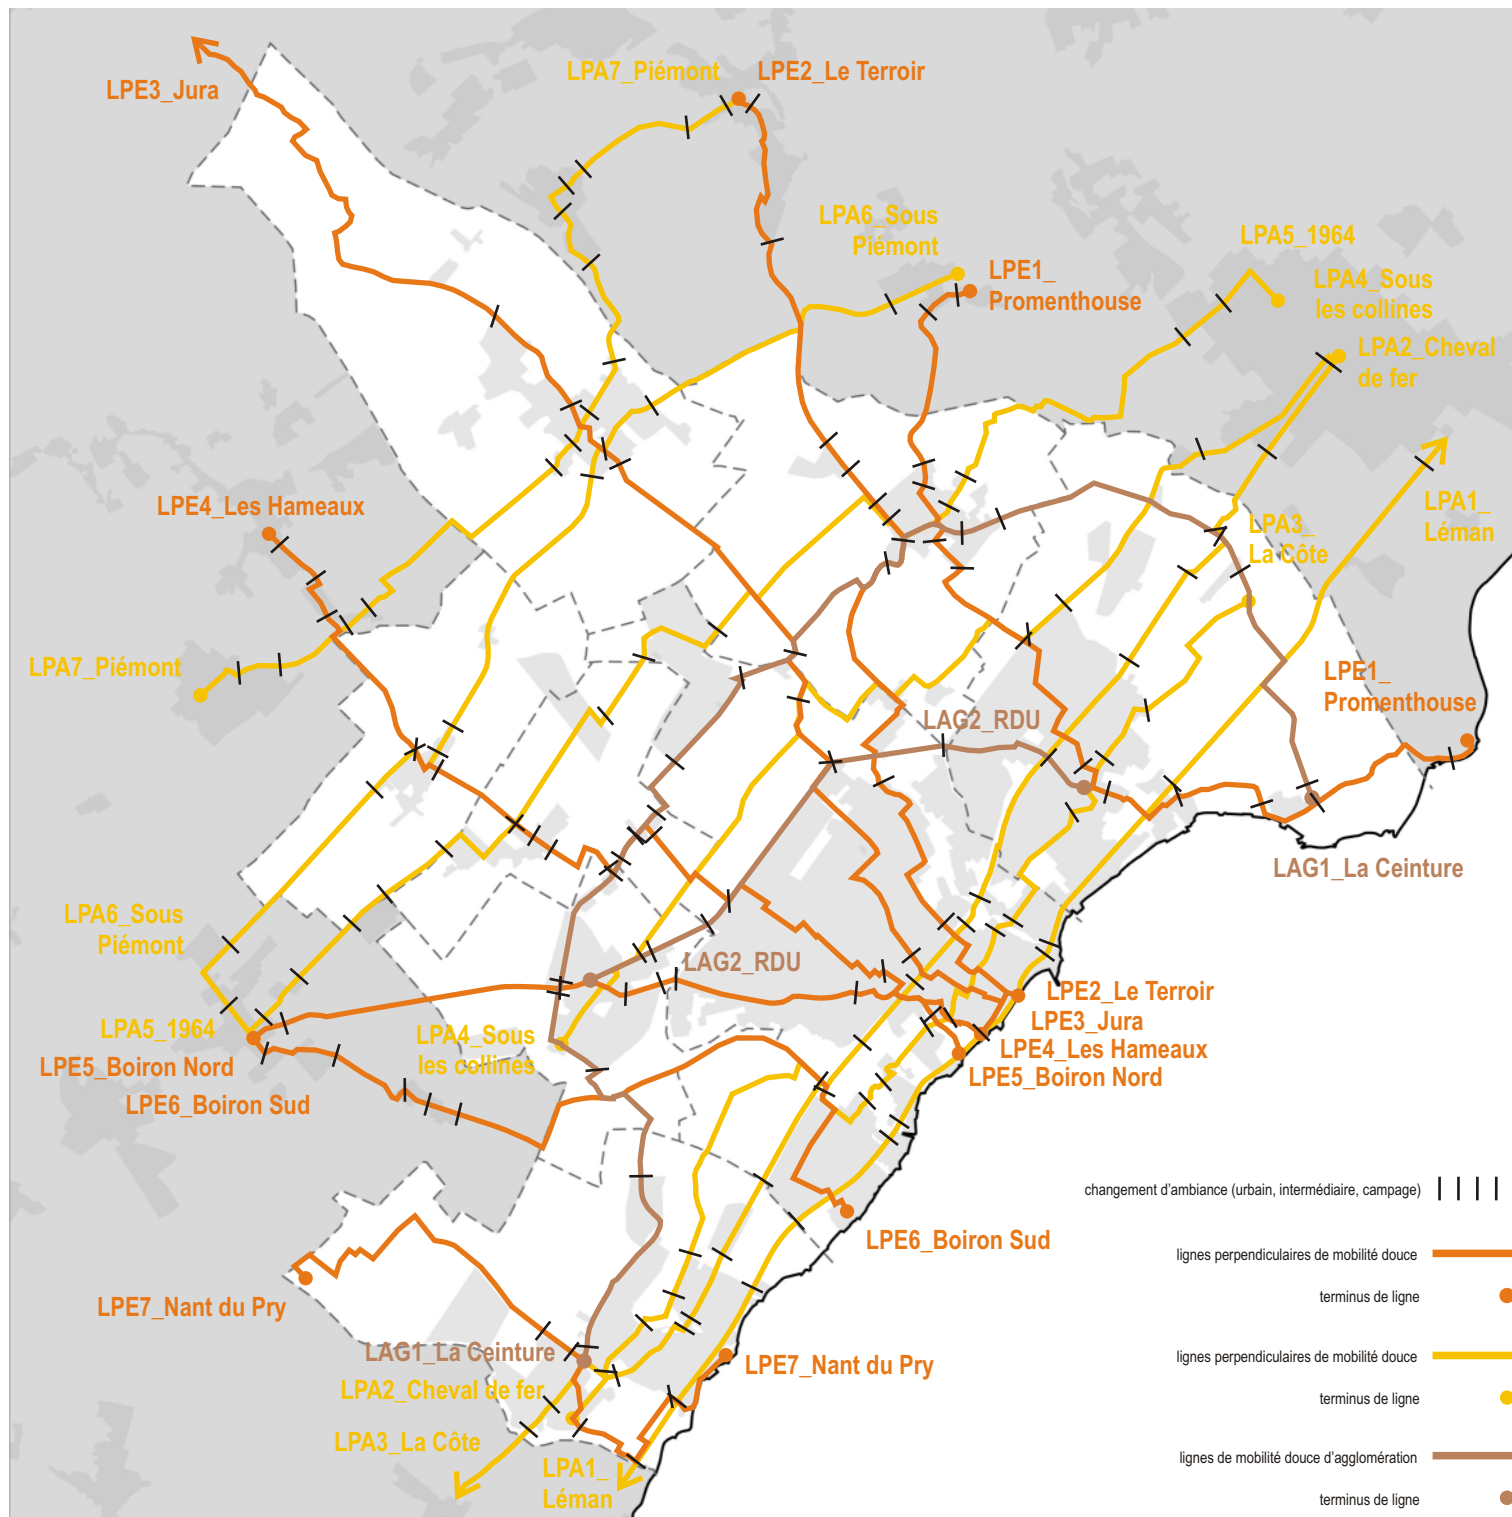 LPE3_Jura
LPA7_Piémont
LPE2_Le Terroir
LPA6_Sous
Piémont
LPE1_
Promenthouse
LPA5_1964
LPA4_Sous
les collines
LPA2_Cheval
de fer
LPA1_
Léman
LPA3_
La Côte
LPE4_Les Hameaux
LPA7_Piémont
LPE1_
Promenthouse
LAG2_RDU
LAG1_La Ceinture
LPA6_Sous
Piémont
LAG2_RDU
LPA5_1964
LPE5_Boiron Nord
LPE6_Boiron Sud
LPA4_Sous
les collines
LPE2_Le Terroir
LPE3_Jura
LPE4_Les Hameaux
LPE5_Boiron Nord
LPE6_Boiron Sud
LPE7_Nant du Pry
LAG1_La Ceinture
LPA2_Cheval de fer
LPA3_La Côte
LPA1_
Léman
LPE7_Nant du Pry
changement d'ambiance (urbain, intermédiaire, campage)
lignes perpendiculaires de mobilité douce
terminus de ligne
lignes perpendiculaires de mobilité douce
terminus de ligne
lignes de mobilité douce d'agglomération
terminus de ligne